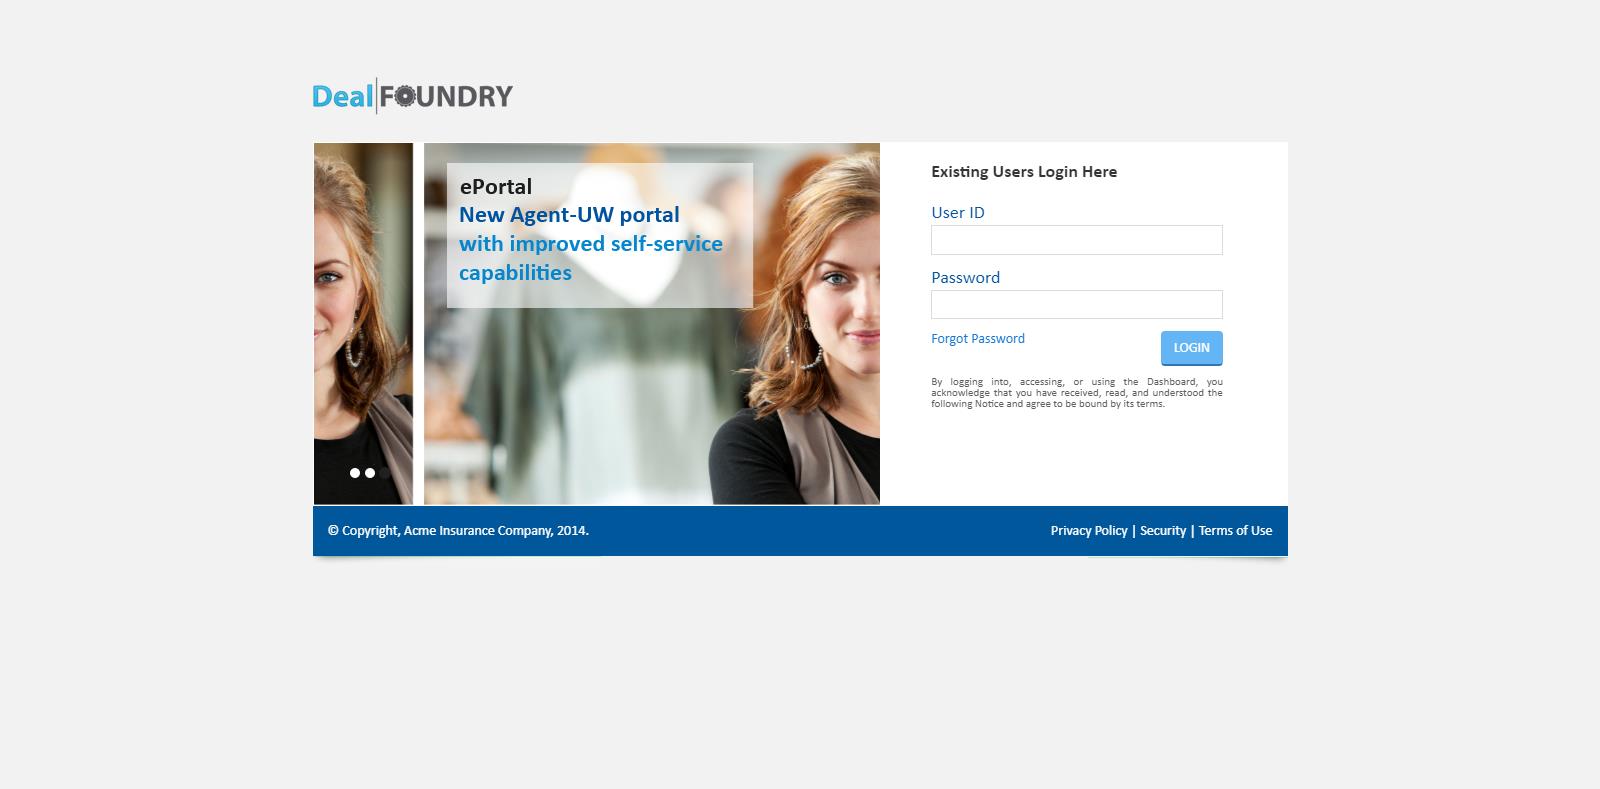 Deal FOUNDRY
ePortal
New Agent-UW portal
with improved self-service
capabilities
Existing Users Login Here
User ID
Password
Forgot Password
LOGIN
By logging into, accessing, or using the Dashboard, you
acknowledge that you have received, read, and understood the
following Notice and agree to be bound by its terms.
© Copyright, Acme Insurance Company, 2014.
Privacy Policy | Security | Terms of Use